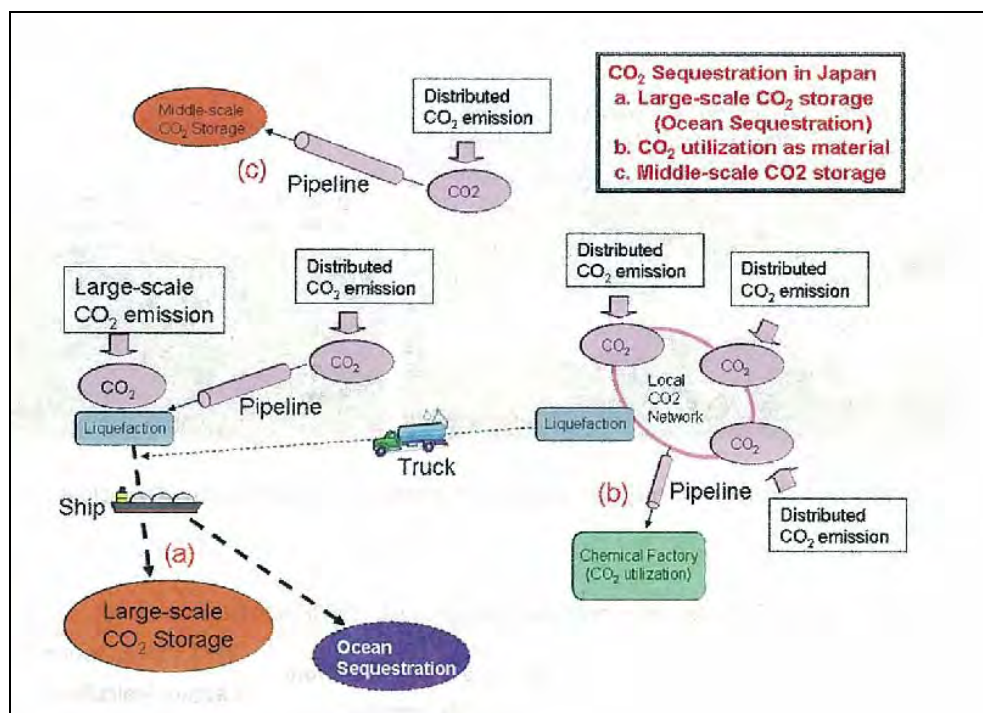 CO₂ Sequestration in Japan
a. Large-scale CO₂ storage
(Ocean Sequestration)
b. CO₂ utilization as material
c. Middle-scale CO2 storage
Distributed
CO₂ emission
Middle-scale
CO₂ Storage
(c)
Pipeline
CO2
Large-scale
CO₂ emission
Distributed
CO₂ emission
CO₂
CO₂
Pipeline
Liquefaction
Truck
Ship
(a)
Large-scale
CO₂ Storage
Ocean
Sequestration
Distributed
CO₂ emission
Distributed
CO₂ emission
CO₂
CO₂
Local
CO2
Network
Liquefaction
CO₂
(b)
Pipeline
Distributed
CO₂ emission
Chemical Factory
(CO₂ utilization)